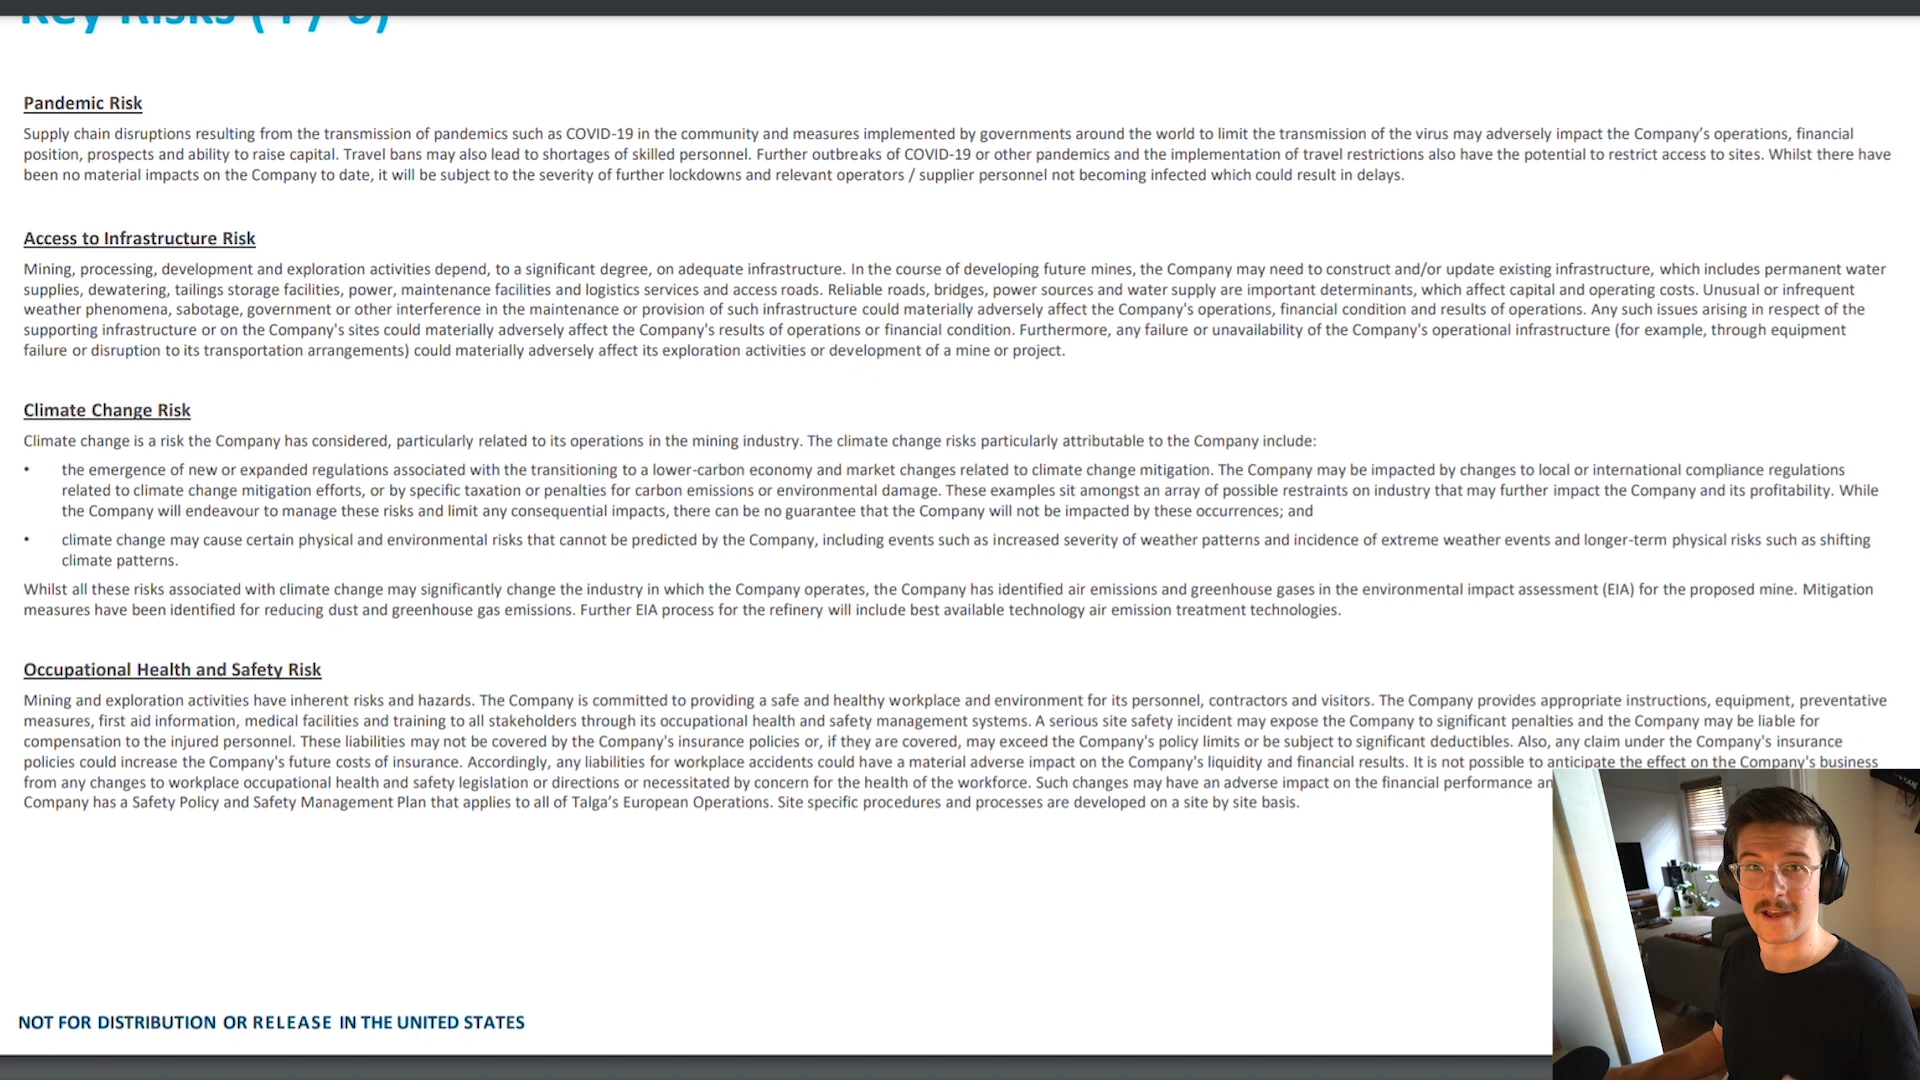 Key Risks (
Pandemic Risk
Supply chain disruptions resulting from the transmission of pandemics such as COVID-19 in the community and measures implemented by governments around the world to limit the transmission of the virus may adversely impact the Company's operations, financial
position, prospects and ability to raise capital. Travel bans may also lead to shortages of skilled personnel. Further outbreaks of COVID-19 or other pandemics and the implementation of travel restrictions also have the potential to restrict access to sites. Whilst there have
been no material impacts on the Company to date, it will be subject to the severity of further lockdowns and relevant operators / supplier personnel not becoming infected which could result in delays.
Access to Infrastructure Risk
Mining, processing, development and exploration activities depend, to a significant degree, on adequate infrastructure. In the course of developing future mines, the Company may need to construct and/or update existing infrastructure, which includes permanent water
supplies, dewatering, tailings storage facilities, power, maintenance facilities and logistics services and access roads. Reliable roads, bridges, power sources and water supply are important determinants, which affect capital and operating costs. Unusual or infrequent
weather phenomena, sabotage, government or other interference in the maintenance or provision of such infrastructure could materially adversely affect the Company's operations, financial condition and results of operations. Any such issues arising in respect of the
supporting infrastructure or on the Company's sites could materially adversely affect the Company's results of operations or financial condition. Furthermore, any failure or unavailability of the Company's operational infrastructure (for example, through equipment
failure or disruption to its transportation arrangements) could materially adversely affect its exploration activities or development of a mine or project.
Climate Change Risk
Climate change is a risk the Company has considered, particularly related to its operations in the mining industry. The climate change risks particularly attributable to the Company include:
• the emergence of new or expanded regulations associated with the transitioning to a lower-carbon economy and market changes related to climate change mitigation. The Company may be impacted by changes to local or international compliance regulations
related to climate change mitigation efforts, or by specific taxation or penalties for carbon emissions or environmental damage. These examples sit amongst an array of possible restraints on industry that may further impact the Company and its profitability. While
the Company will endeavour to manage these risks and limit any consequential impacts, there can be no guarantee that the Company will not be impacted by these occurrences; and
• climate change may cause certain physical and environmental risks that cannot be predicted by the Company, including events such as increased severity of weather patterns and incidence of extreme weather events and longer-term physical risks such as shifting
climate patterns.
Whilst all these risks associated with climate change may significantly change the industry in which the Company operates, the Company has identified air emissions and greenhouse gases in the environmental impact assessment (EIA) for the proposed mine. Mitigation
measures have been identified for reducing dust and greenhouse gas emissions. Further EIA process for the refinery will include best available technology air emission treatment technologies.
Occupational Health and Safety Risk
Mining and exploration activities have inherent risks and hazards. The Company is committed to providing a safe and healthy workplace and environment for its personnel, contractors and visitors. The Company provides appropriate instructions, equipment, preventative
measures, first aid information, medical facilities and training to all stakeholders through its occupational health and safety management systems. A serious site safety incident may expose the Company to significant penalties and the Company may be liable for
compensation to the injured personnel. These liabilities may not be covered by the Company's insurance policies or, if they are covered, may exceed the Company's policy limits or be subject to significant deductibles. Also, any claim under the Company's insurance
policies could increase the Company's future costs of insurance. Accordingly, any liabilities for workplace accidents could have a material adverse impact on the Company's liquidity and financial results. It is not possible to anticipate the effect on the Company's business
from any changes to workplace occupational health and safety legislation or directions or necessitated by concern for the health of the workforce. Such changes may have an adverse impact on the financial performance an
Company has a Safety Policy and Safety Management Plan that applies to all of Talga's European Operations. Site specific procedures and processes are developed on a site by site basis.
NOT FOR DISTRIBUTION OR RELEASE IN THE UNITED STATES